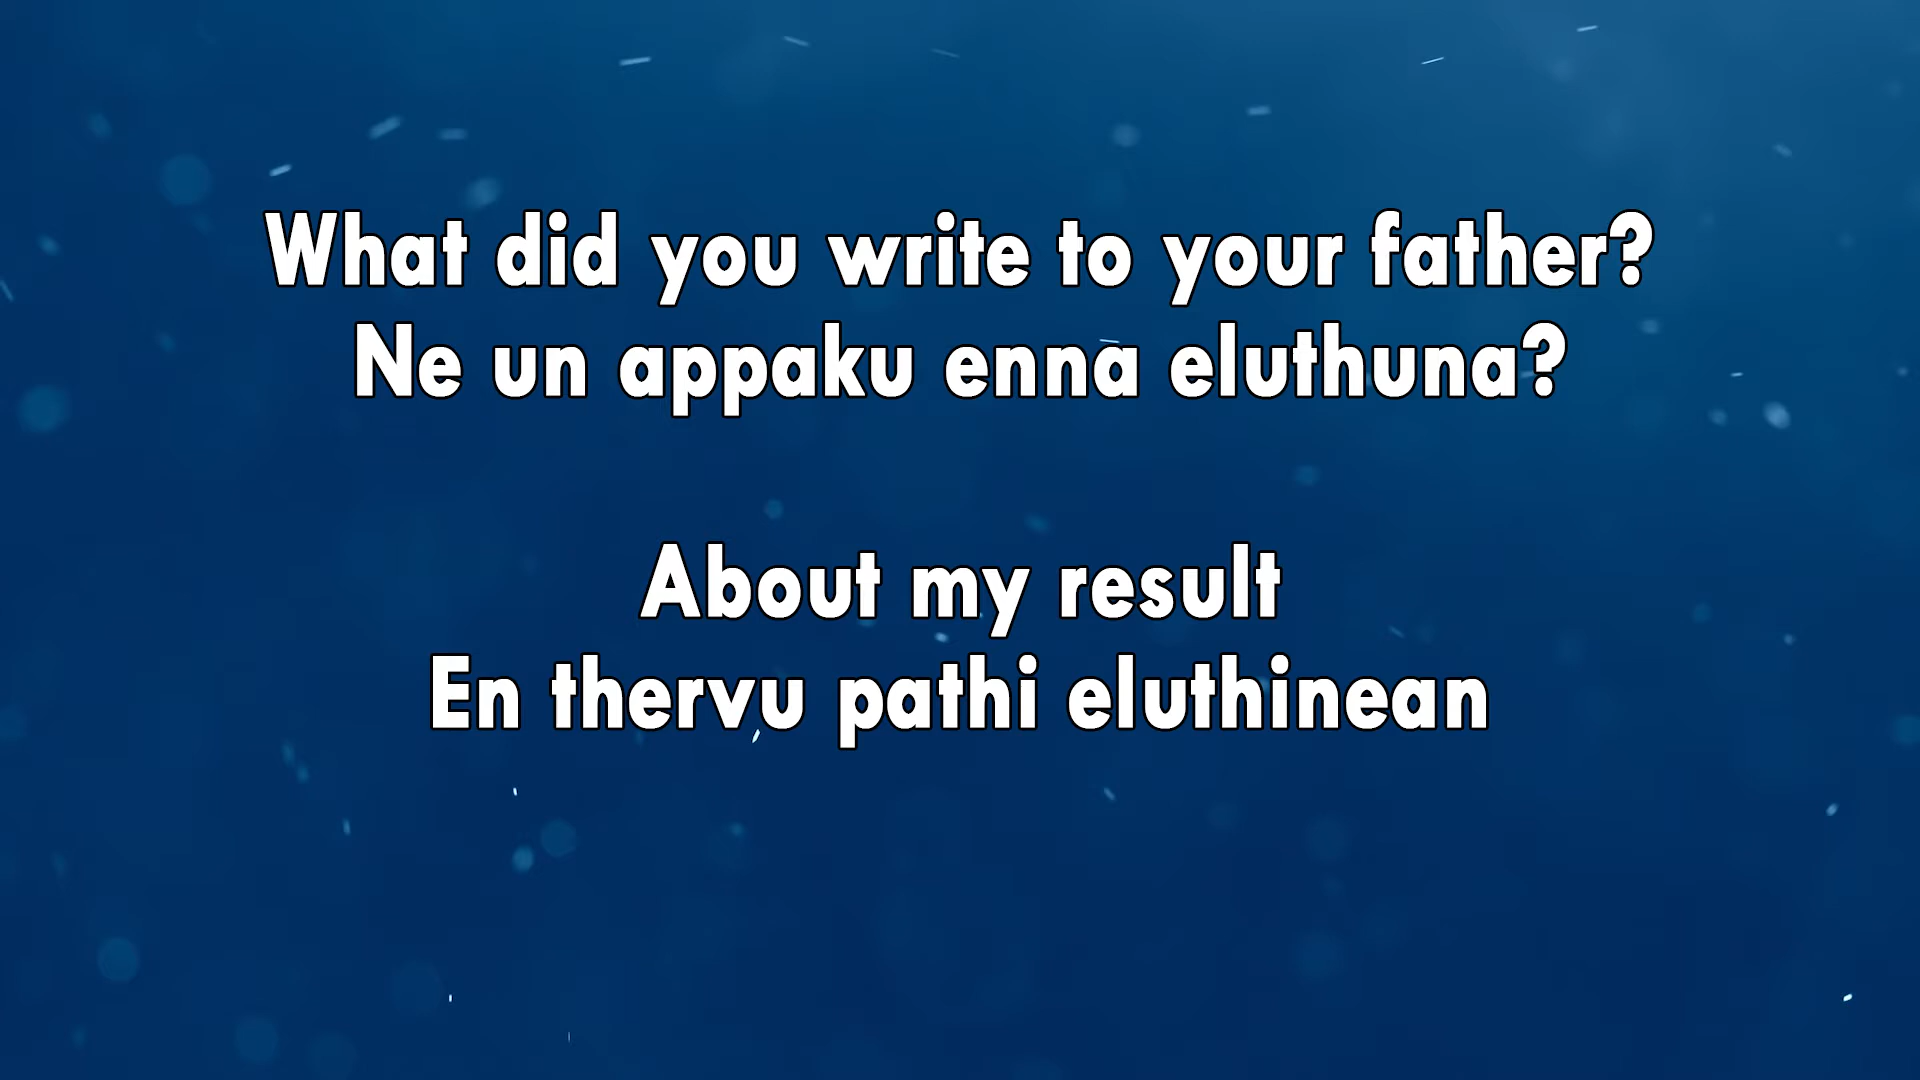 What did you write to your father?
Ne un appaku enna eluthuna?
About my result
En thervu pathi eluthinean